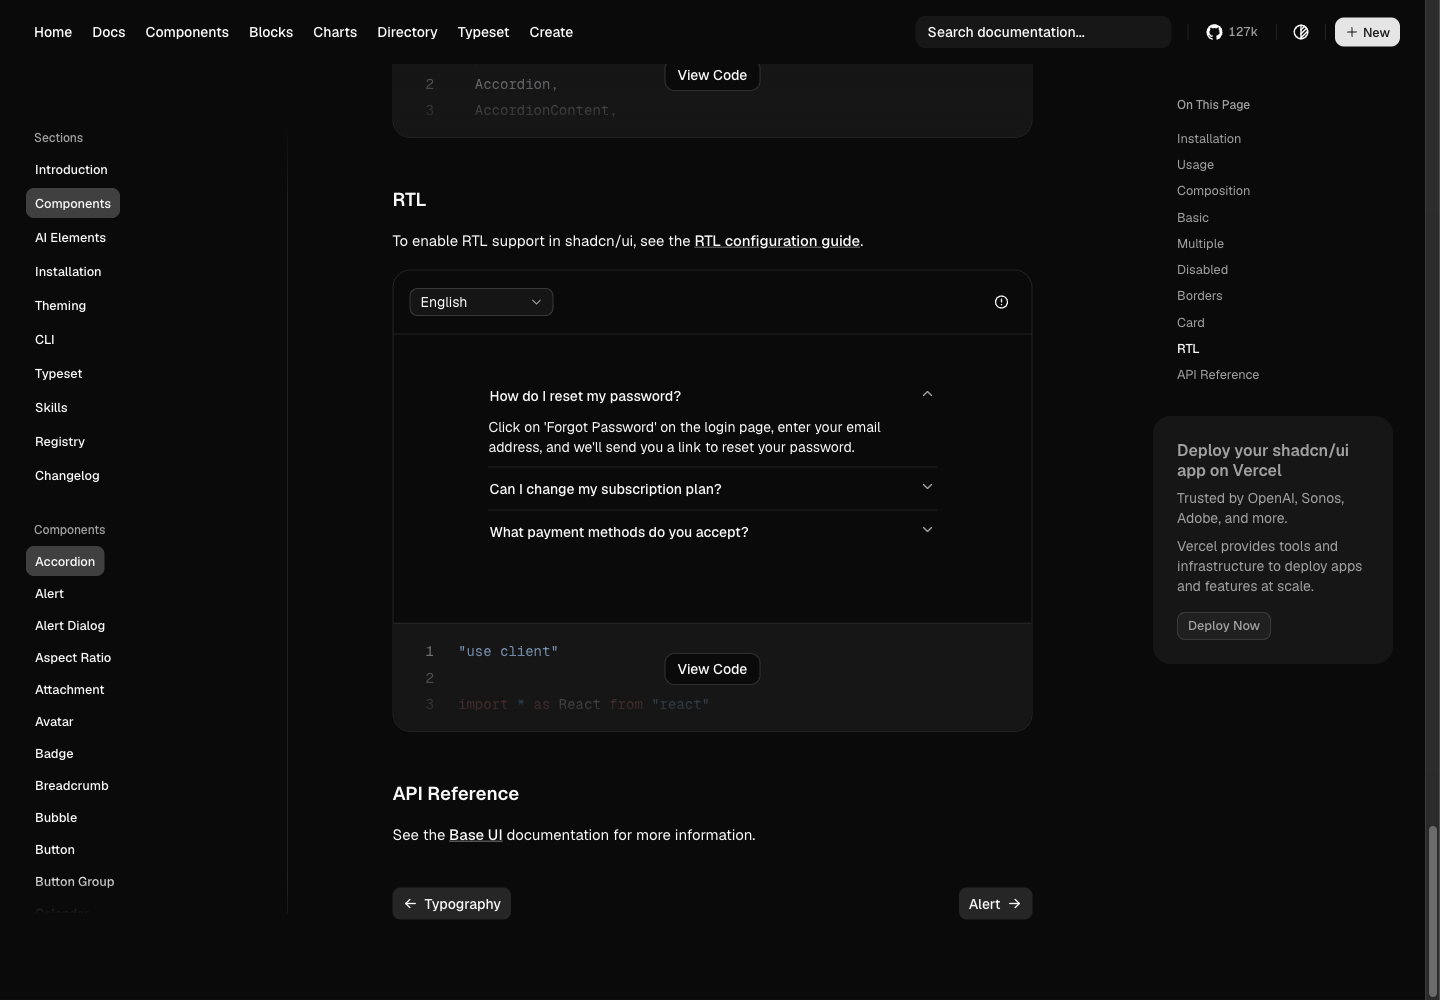 Home Docs Components Blocks Charts Directory Typeset Create Search documentation... 127k New
Sections
Introduction
Components
AI Elements
Installation
Theming
CLI
Typeset
Skills
Registry
Changelog
Components
Accordion
Alert
Alert Dialog
Aspect Ratio
Attachment
Avatar
Badge
Breadcrumb
Bubble
Button
Button Group
Calendar
View Code
2 Accordion,
3 AccordionContent,
RTL
To enable RTL support in shadcn/ui, see the RTL configuration guide.
English
How do I reset my password?
Click on 'Forgot Password' on the login page, enter your email
address, and we'll send you a link to reset your password.
Can I change my subscription plan?
What payment methods do you accept?
1 "use client"
View Code
2
3 import * as React from "react"
API Reference
See the Base UI documentation for more information.
Typography
Alert
On This Page
Installation
Usage
Composition
Basic
Multiple
Disabled
Borders
Card
RTL
API Reference
Deploy your shadcn/ui
app on Vercel
Trusted by OpenAI, Sonos,
Adobe, and more.
Vercel provides tools and
infrastructure to deploy apps
and features at scale.
Deploy Now